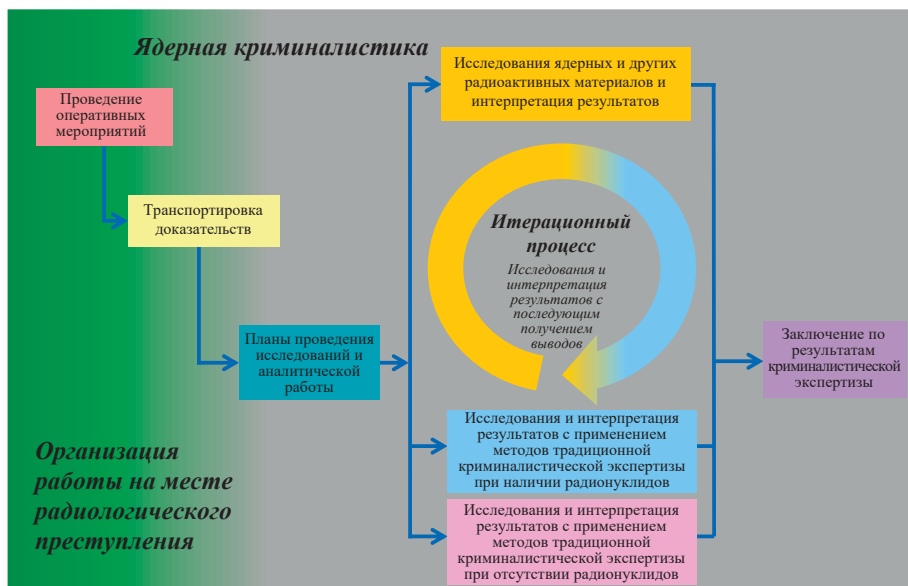 Ядерная криминалистика
Исследования ядерных и других
радиоактивных материалов и
интерпретация результатов
Проведение
оперативных
мероприятий
Транспортировка
доказательств
Итерационный
процесс
Исследования и
интерпретация
результатов с
последующим
получением
выводов
Планы проведения
исследований и
аналитической
работы
Заключение по
результатам
криминалистической
экспертизы
Исследования и интерпретация
результатов с применением
методов традиционной
криминалистической экспертизы
при наличии радионуклидов
Организация
работы на месте
радиологического
преступления
Исследования и интерпретация
результатов с применением
методов традиционной
криминалистической экспертизы
при отсутствии радионуклидов